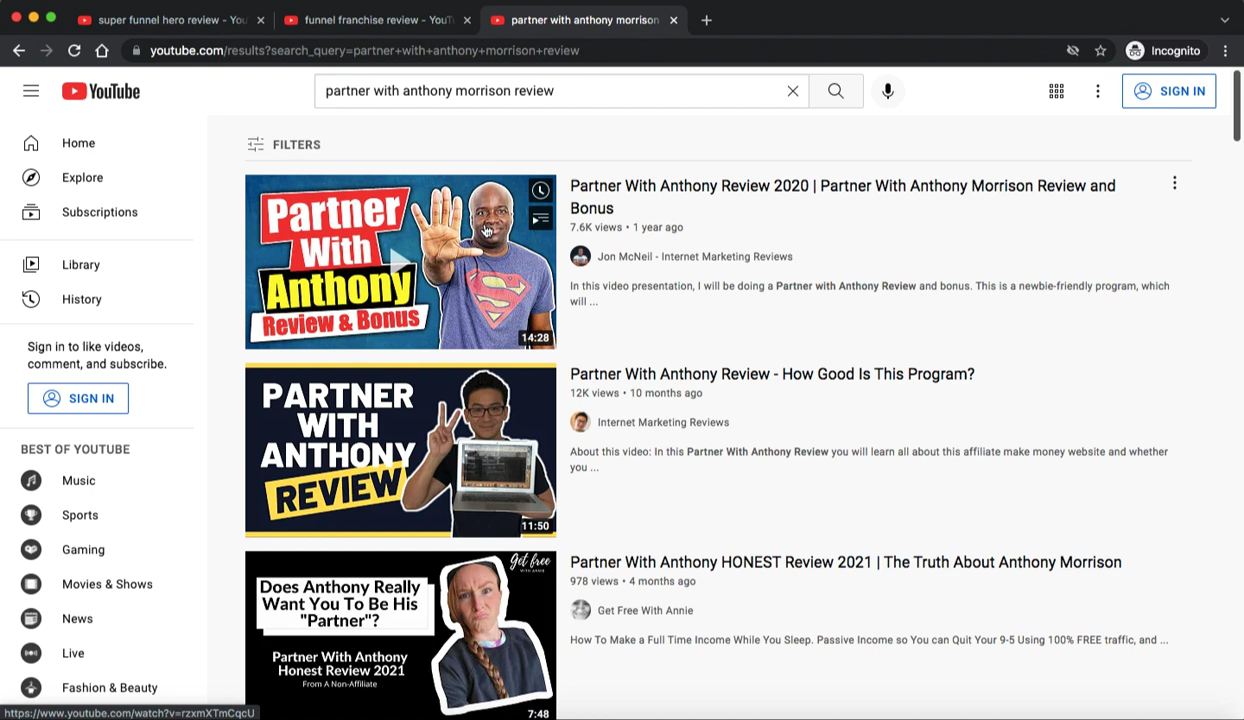 super funnel hero review - You
funnel franchise review - YouT
partner with anthony morrison
youtube.com/results?search_query=partner+with+anthony+morrison+review
Incognito
YouTube
partner with anthony morrison review
SIGN IN
Home
Explore
Subscriptions
Library
History
Sign in to like videos,
comment, and subscribe.
SIGN IN
BEST OF YOUTUBE
Music
Sports
Gaming
Movies & Shows
News
Live
Fashion & Beauty
FILTERS
Partner
With
Anthony
Review & Bonus
14:28
Partner With Anthony Review 2020 | Partner With Anthony Morrison Review and
Bonus
7.6K views • 1 year ago
Jon McNeil - Internet Marketing Reviews
In this video presentation, I will be doing a Partner with Anthony Review and bonus. This is a newbie-friendly program, which
will ...
PARTNER
WITH
ANTHONY
REVIEW
11:50
Partner With Anthony Review - How Good Is This Program?
12K views • 10 months ago
Internet Marketing Reviews
About this video: In this Partner With Anthony Review you will learn all about this affiliate make money website and whether
you ...
Get free
WITH ANNIE
Does Anthony Really
Want You To Be His
"Partner"?
Partner With Anthony
Honest Review 2021
From A Non-Affiliate
7:48
Partner With Anthony HONEST Review 2021 | The Truth About Anthony Morrison
978 views • 4 months ago
Get Free With Annie
How To Make a Full Time Income While You Sleep. Passive Income so You can Quit Your 9-5 Using 100% FREE traffic, and ...
https://www.youtube.com/watch?v=rzxmXTmCqcU